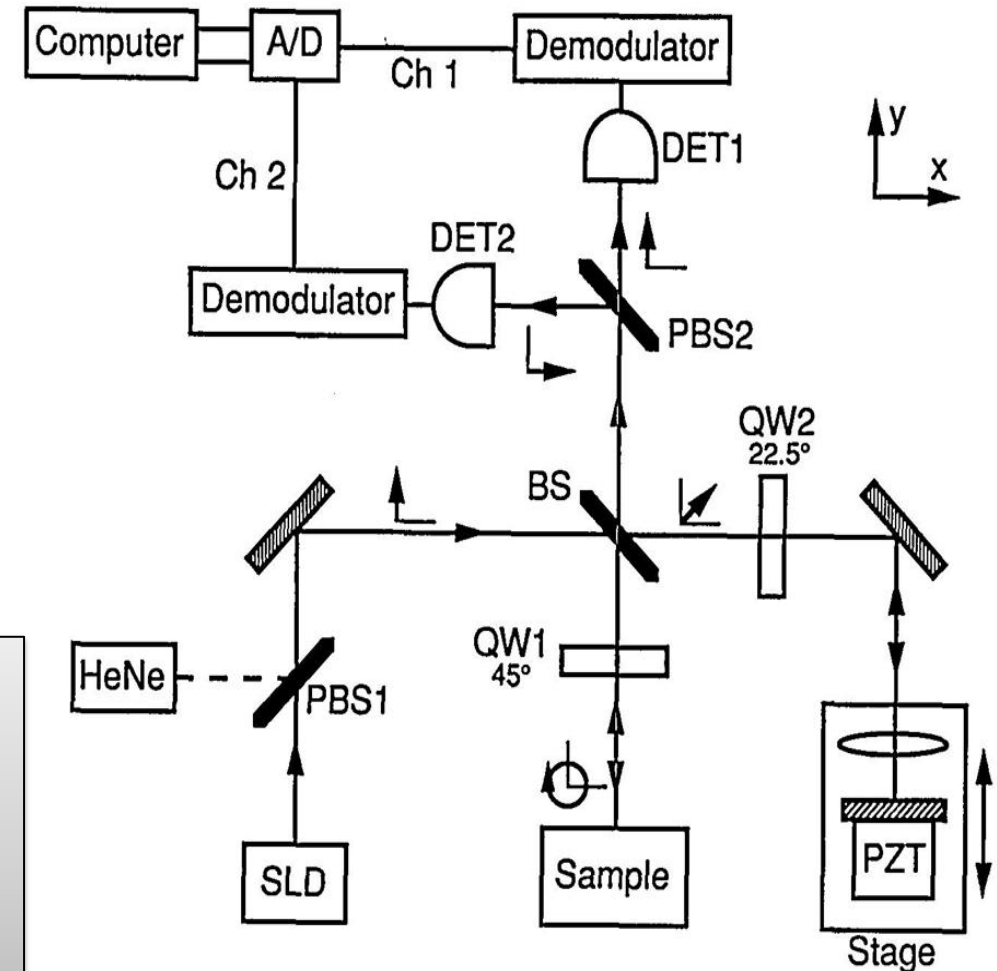 Computer
A/D
Demodulator
Ch 1
DET1
y
x
Ch 2
DET2
Demodulator
PBS2
QW2
22.5°
BS
QW1
45°
HeNe
PBS1
SLD
Sample
PZT
Stage